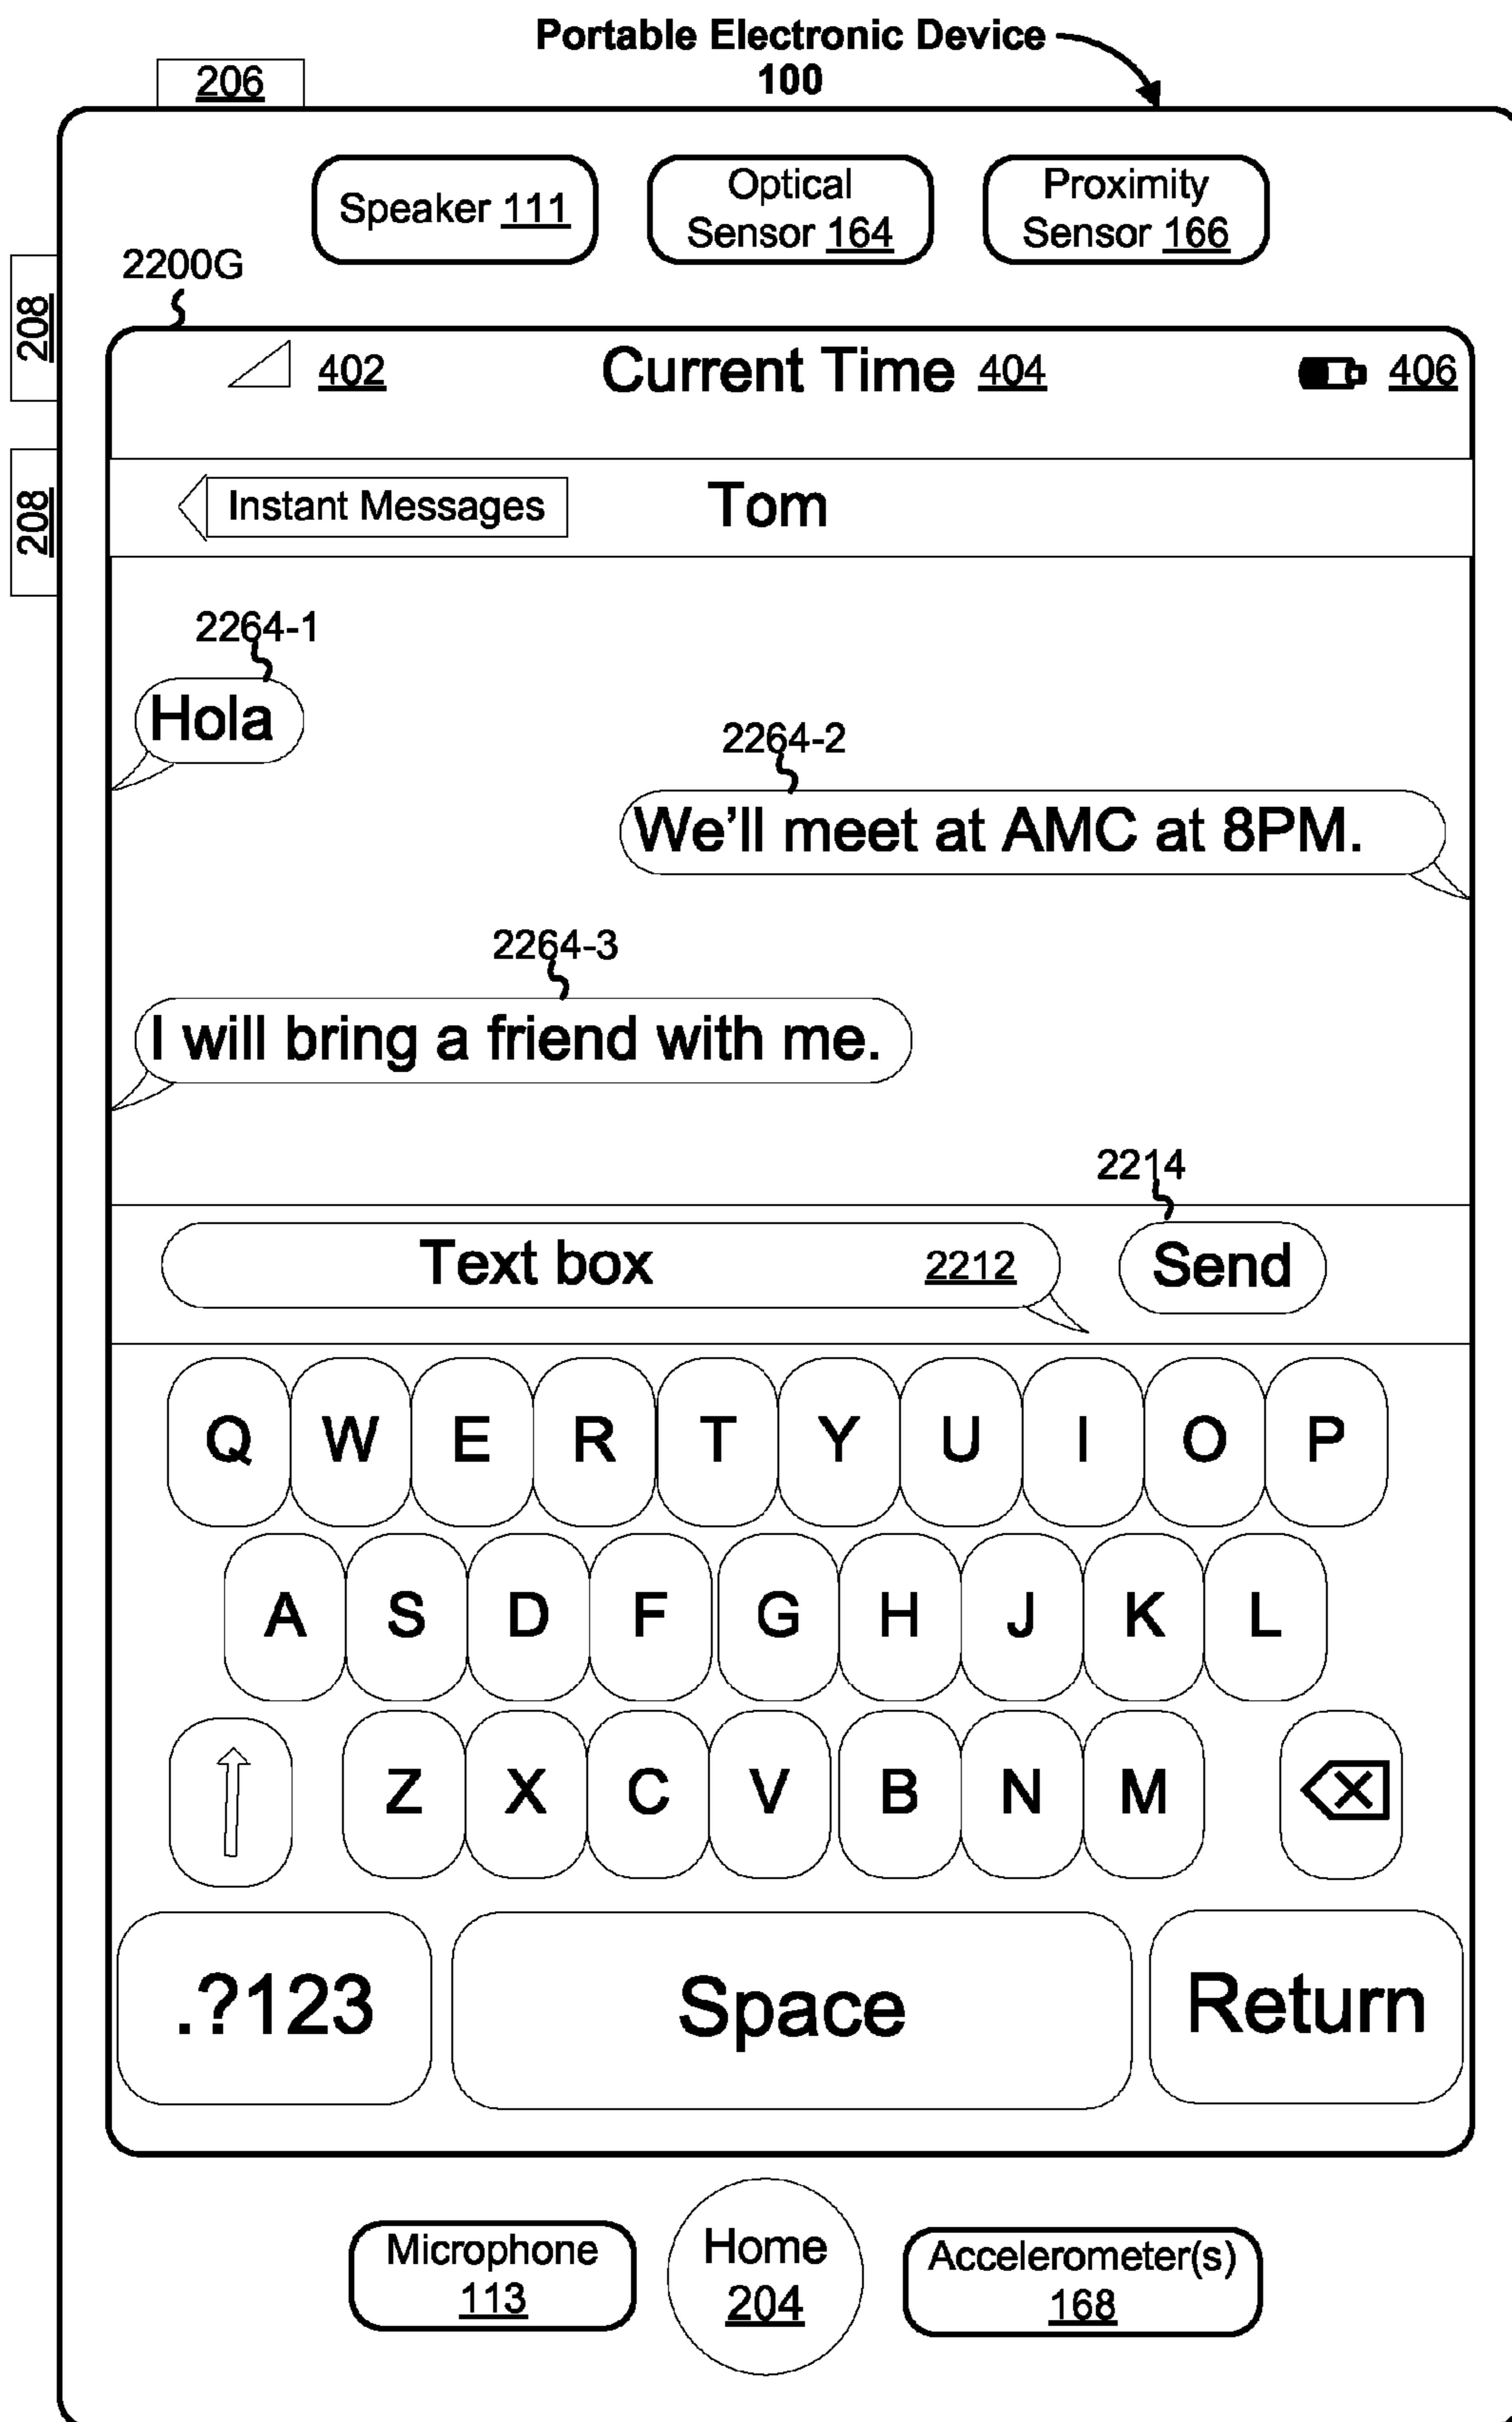 Portable Electronic Device
100
206
Speaker 111
Optical
Sensor 164
Proximity
Sensor 166
2200G
208
208
402
Current Time 404
406
Instant Messages
Tom
2264-1
Hola
2264-2
We'll meet at AMC at 8PM.
2264-3
I will bring a friend with me.
2214
Text box 2212
Send
Q W E R T Y U I O P
A S D F G H J K L
Z X C V B N M
.?123 Space Return
Microphone
113
Home
204
Accelerometer(s)
168